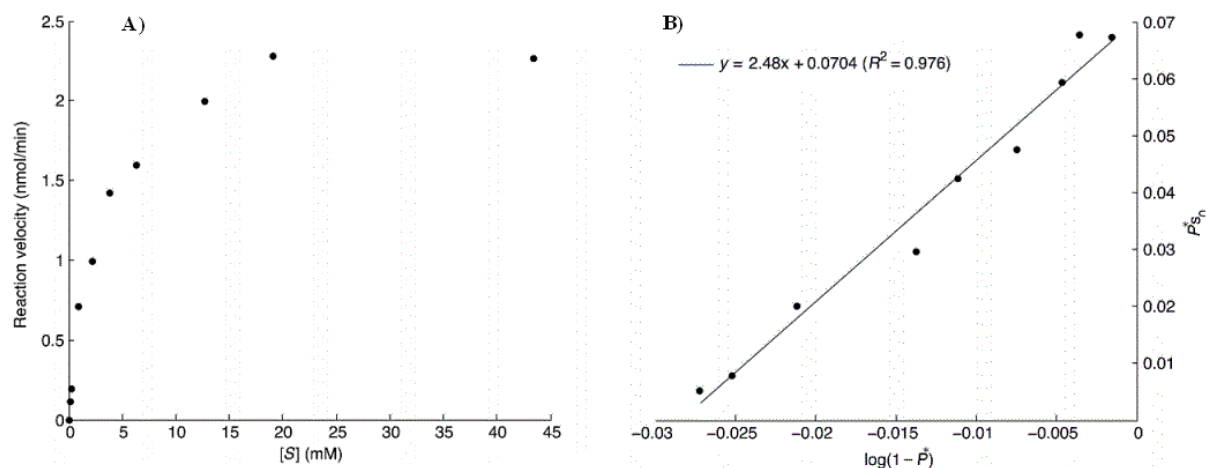 A)
2.5
2
1.5
1
0.5
0
Reaction velocity (nmol/min)
0 5 10 15 20 25 30 35 40 45
[S] (mM)
B)
y = 2.48x + 0.0704 (R² = 0.976)
0.07
0.06
0.05
0.04
0.03
0.02
0.01
P*s₀
−0.03 −0.025 −0.02 −0.015 −0.01 −0.005 0
log(1 − P*)